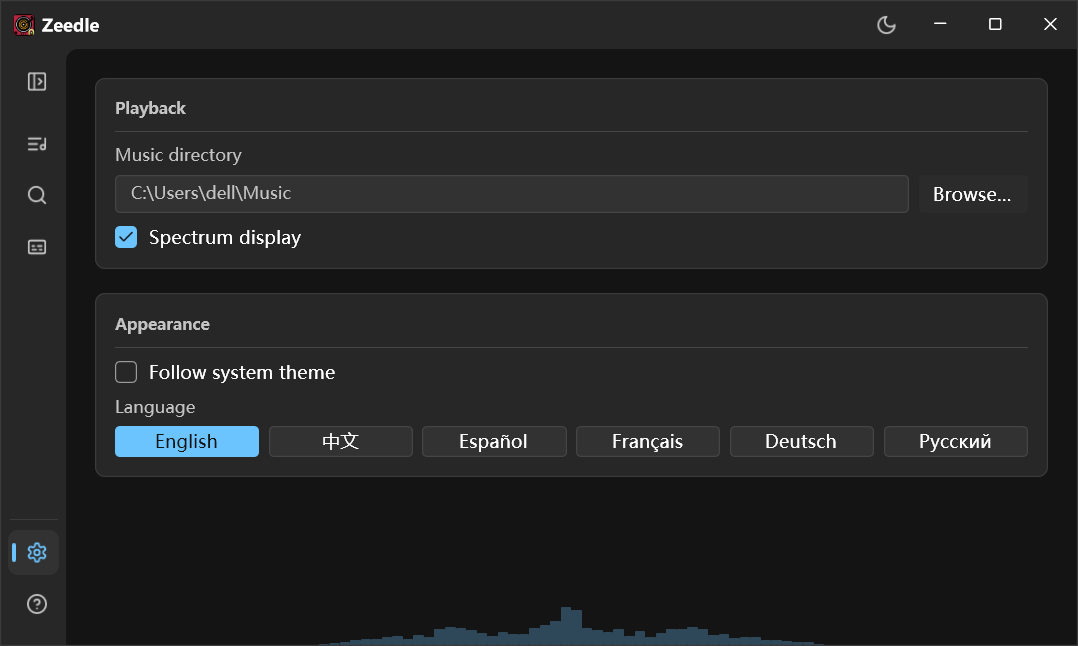 Zeedle
Playback
Music directory
C:\Users\dell\Music
Browse...
Spectrum display
Appearance
Follow system theme
Language
English 中文 Español Français Deutsch Русский